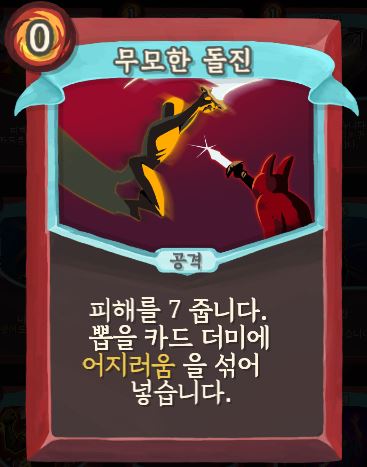 0
무모한 돌진
공격
피해를 7 줍니다.
뽑을 카드 더미에
어지러움 을 섞어
넣습니다.